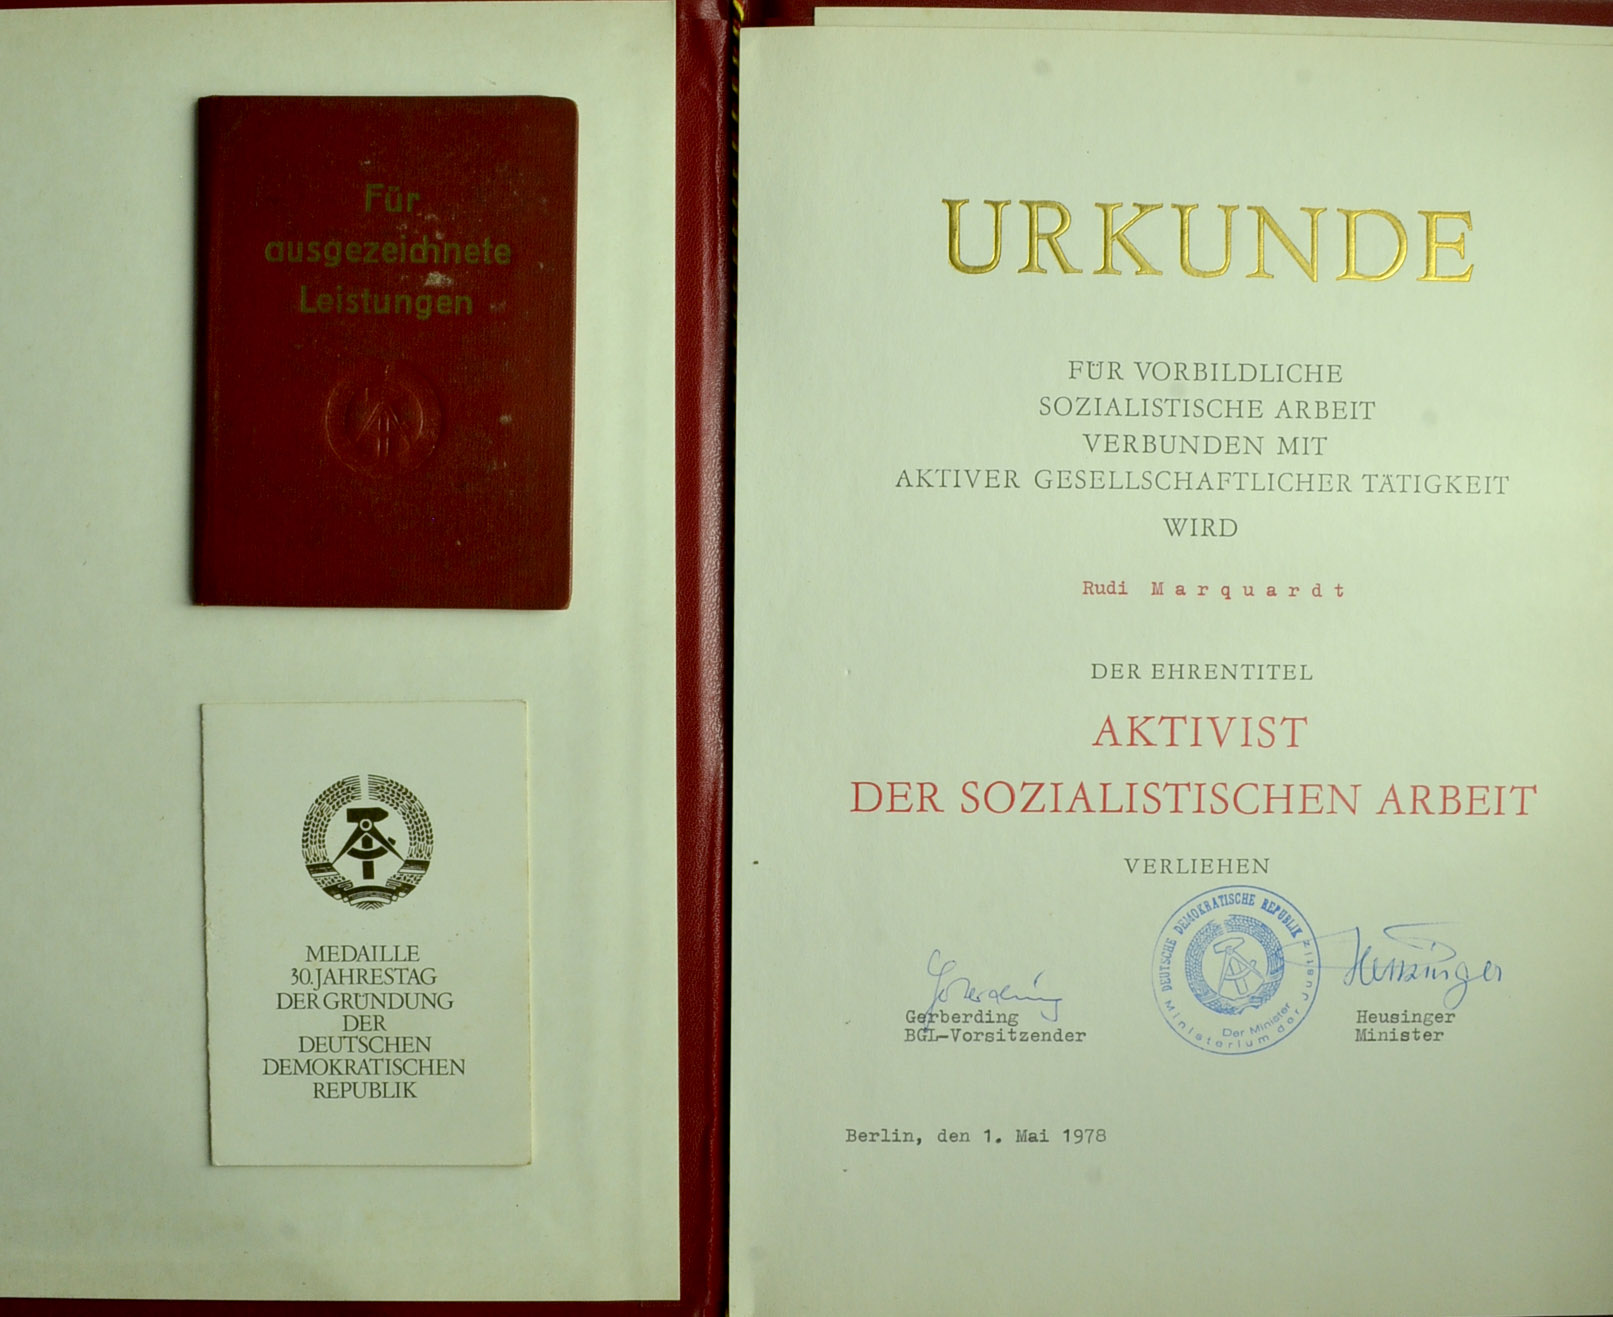 Für
ausgezeichnete
Leistungen
MEDAILLE
30. JAHRESTAG
DER GRÜNDUNG
DER
DEUTSCHEN
DEMOKRATISCHEN
REPUBLIK
URKUNDE
FÜR VORBILDLICHE
SOZIALISTISCHE ARBEIT
VERBUNDEN MIT
AKTIVER GESELLSCHAFTLICHER TÄTIGKEIT
WIRD
Rudi Marquardt
DER EHRENTITEL
AKTIVIST
DER SOZIALISTISCHEN ARBEIT
VERLIEHEN
DEUTSCHE DEMOKRATISCHE REPUBLIK
Ministerium der Justiz
Der Minister
Gerberding
Heusinger
Gerberding
BGL-Vorsitzender
Heusinger
Minister
Berlin, den 1. Mai 1978